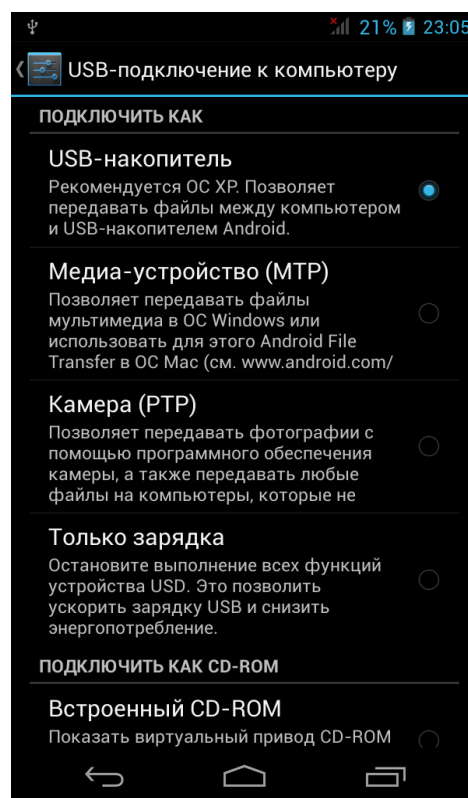 21% 23:05
USB-подключение к компьютеру
ПОДКЛЮЧИТЬ КАК
USB-накопитель
Рекомендуется ОС XP. Позволяет
передавать файлы между компьютером
и USB-накопителем Android.
Медиа-устройство (MTP)
Позволяет передавать файлы
мультимедиа в ОС Windows или
использовать для этого Android File
Transfer в ОС Mac (см. www.android.com/
Камера (PTP)
Позволяет передавать фотографии с
помощью программного обеспечения
камеры, а также передавать любые
файлы на компьютеры, которые не
Только зарядка
Остановите выполнение всех функций
устройства USD. Это позволить
ускорить зарядку USB и снизить
энергопотребление.
ПОДКЛЮЧИТЬ КАК CD-ROM
Встроенный CD-ROM
Показать виртуальный привод CD-ROM